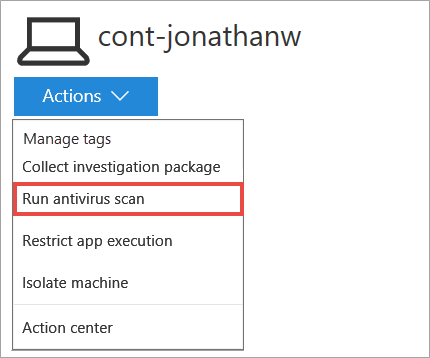 cont-jonathanw
Actions
Manage tags
Collect investigation package
Run antivirus scan
Restrict app execution
Isolate machine
Action center